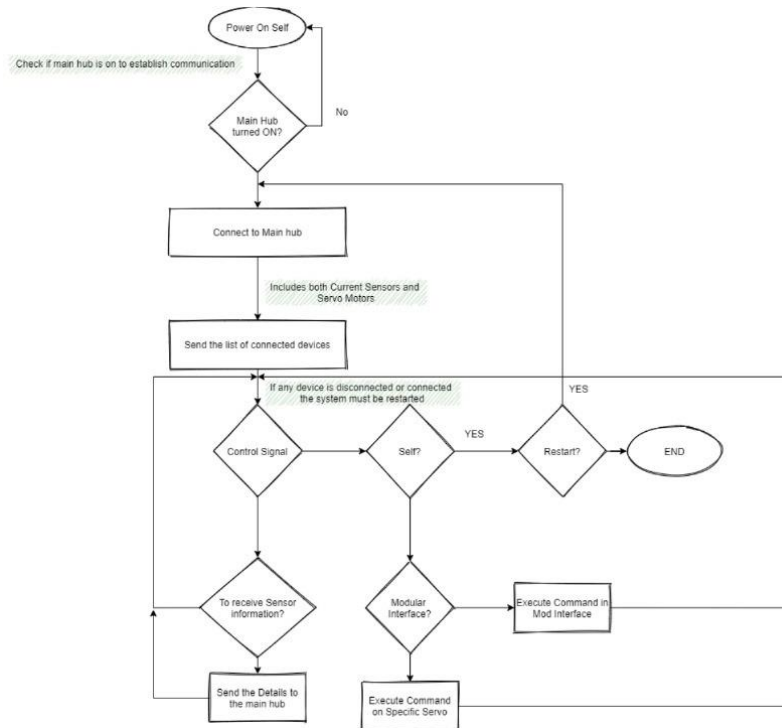 Power On Self
Check if main hub is on to establish communication
Main Hub
turned ON?
No
Connect to Main hub
Includes both Current Sensors and
Servo Motors
Send the list of connected devices
If any device is disconnected or connected
the system must be restarted
YES
Control Signal
Self?
YES
Restart?
END
To receive Sensor
information?
Modular
Interface?
Execute Command in
Mod Interface
Send the Details to
the main hub
Execute Command
on Specific Servo